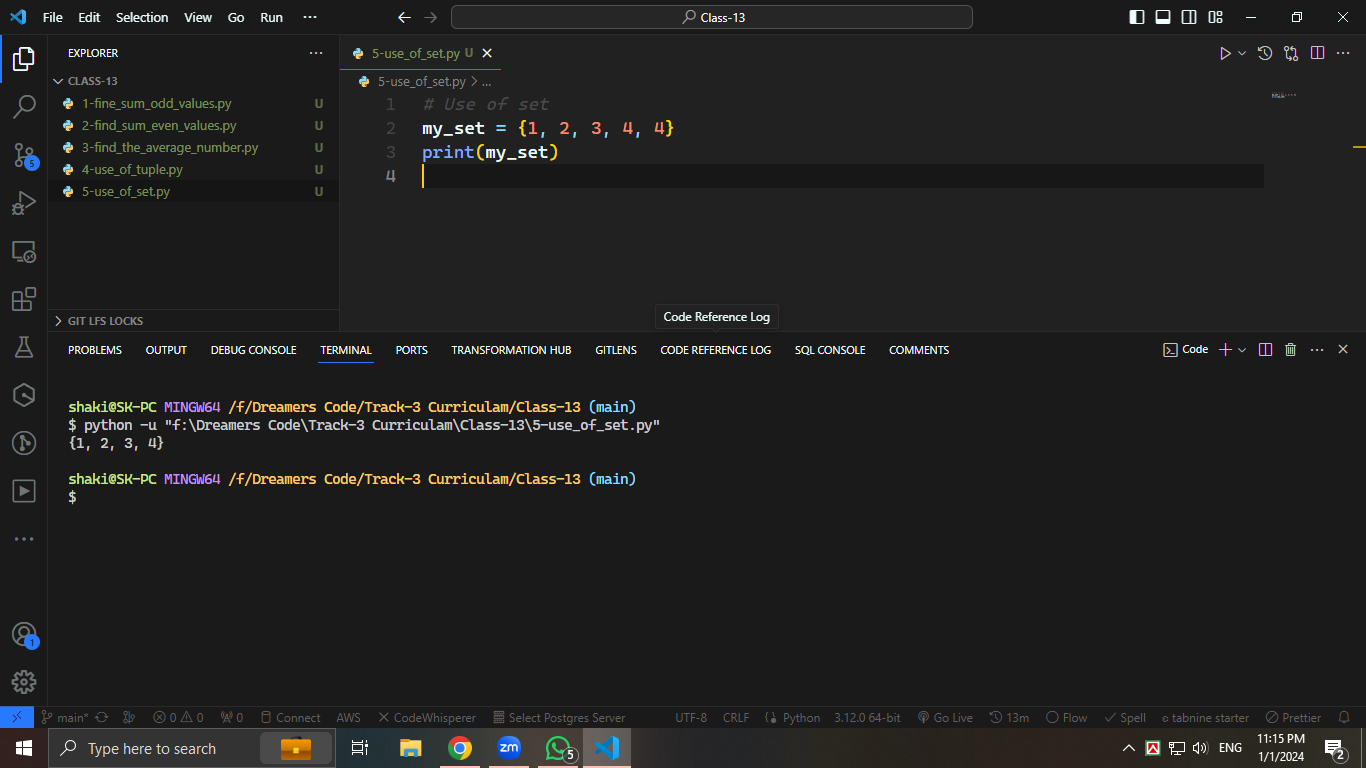 File Edit Selection View Go Run ··· Class-13
EXPLORER ···
CLASS-13
1-fine_sum_odd_values.py U
2-find_sum_even_values.py U
3-find_the_average_number.py U
4-use_of_tuple.py U
5-use_of_set.py U
GIT LFS LOCKS
5
1
5-use_of_set.py U
5-use_of_set.py > ...
1 # Use of set
2 my_set = {1, 2, 3, 4, 4}
3 print(my_set)
4
Code Reference Log
PROBLEMS OUTPUT DEBUG CONSOLE TERMINAL PORTS TRANSFORMATION HUB GITLENS CODE REFERENCE LOG SQL CONSOLE COMMENTS Code
shaki@SK-PC MINGW64 /f/Dreamers Code/Track-3 Curriculam/Class-13 (main)
$ python -u "f:\Dreamers Code\Track-3 Curriculam\Class-13\5-use_of_set.py"
{1, 2, 3, 4}
shaki@SK-PC MINGW64 /f/Dreamers Code/Track-3 Curriculam/Class-13 (main)
$
main* 0 0 0 Connect AWS CodeWhisperer Select Postgres Server UTF-8 CRLF Python 3.12.0 64-bit Go Live 13m Flow Spell tabnine starter Prettier
Type here to search zm 5 ENG 11:15 PM
1/1/2024
2